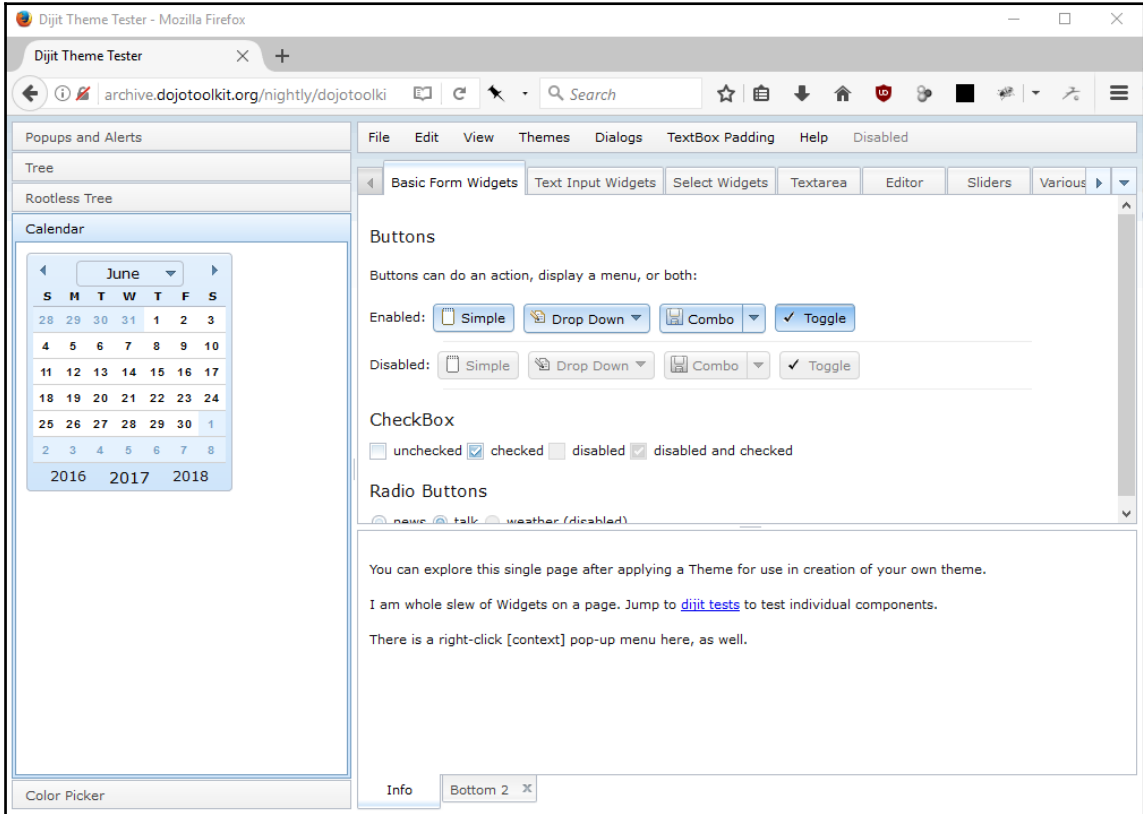 Dijit Theme Tester - Mozilla Firefox
Dijit Theme Tester
archive.dojotoolkit.org/nightly/dojotoolki
Search
Popups and Alerts
Tree
Rootless Tree
Calendar
June
S M T W T F S
28 29 30 31 1 2 3
4 5 6 7 8 9 10
11 12 13 14 15 16 17
18 19 20 21 22 23 24
25 26 27 28 29 30 1
2 3 4 5 6 7 8
2016 2017 2018
Color Picker
File Edit View Themes Dialogs TextBox Padding Help Disabled
Basic Form Widgets Text Input Widgets Select Widgets Textarea Editor Sliders Various
Buttons
Buttons can do an action, display a menu, or both:
Enabled: Simple Drop Down Combo ✓ Toggle
Disabled: Simple Drop Down Combo ✓ Toggle
CheckBox
unchecked checked disabled disabled and checked
Radio Buttons
news talk weather (disabled)
You can explore this single page after applying a Theme for use in creation of your own theme.
I am whole slew of Widgets on a page. Jump to dijit tests to test individual components.
There is a right-click [context] pop-up menu here, as well.
Info Bottom 2